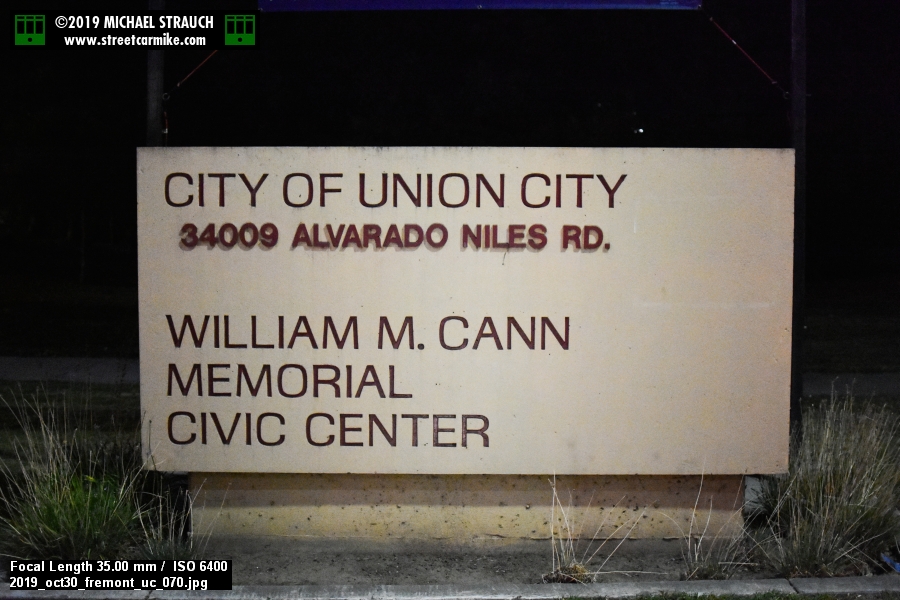 ©2019 MICHAEL STRAUCH
www.streetcarmike.com
CITY OF UNION CITY
34009 ALVARADO NILES RD.
WILLIAM M. CANN
MEMORIAL
CIVIC CENTER
Focal Length 35.00 mm / ISO 6400
2019_oct30_fremont_uc_070.jpg